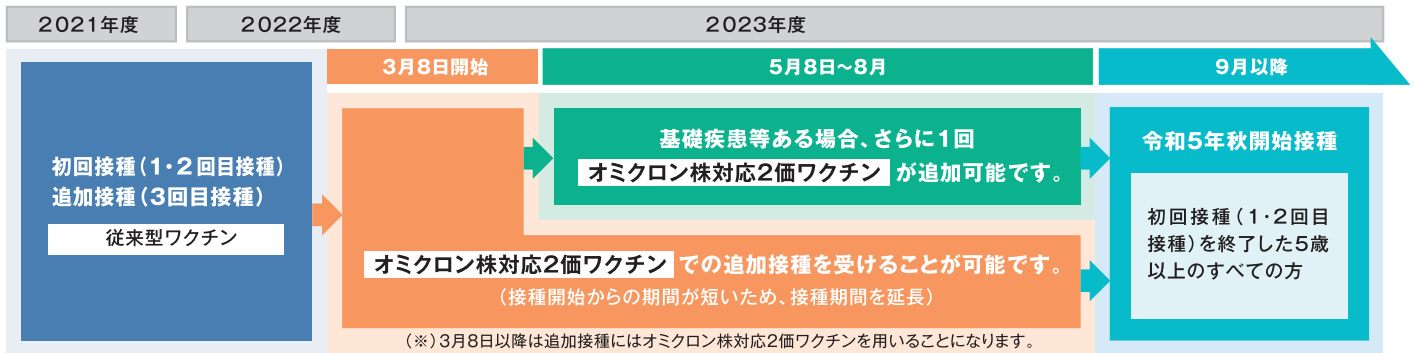 2021年度
2022年度
2023年度
3月8日開始
5月8日~8月
9月以降
初回接種(1・2回目接種)
追加接種(3回目接種)
従来型ワクチン
基礎疾患等ある場合、さらに1回
オミクロン株対応2価ワクチン が追加可能です。
オミクロン株対応2価ワクチン での追加接種を受けることが可能です。
(接種開始からの期間が短いため、接種期間を延長)
(※)3月8日以降は追加接種にはオミクロン株対応2価ワクチンを用いることになります。
令和5年秋開始接種
初回接種(1・2回目
接種)を終了した5歳
以上のすべての方